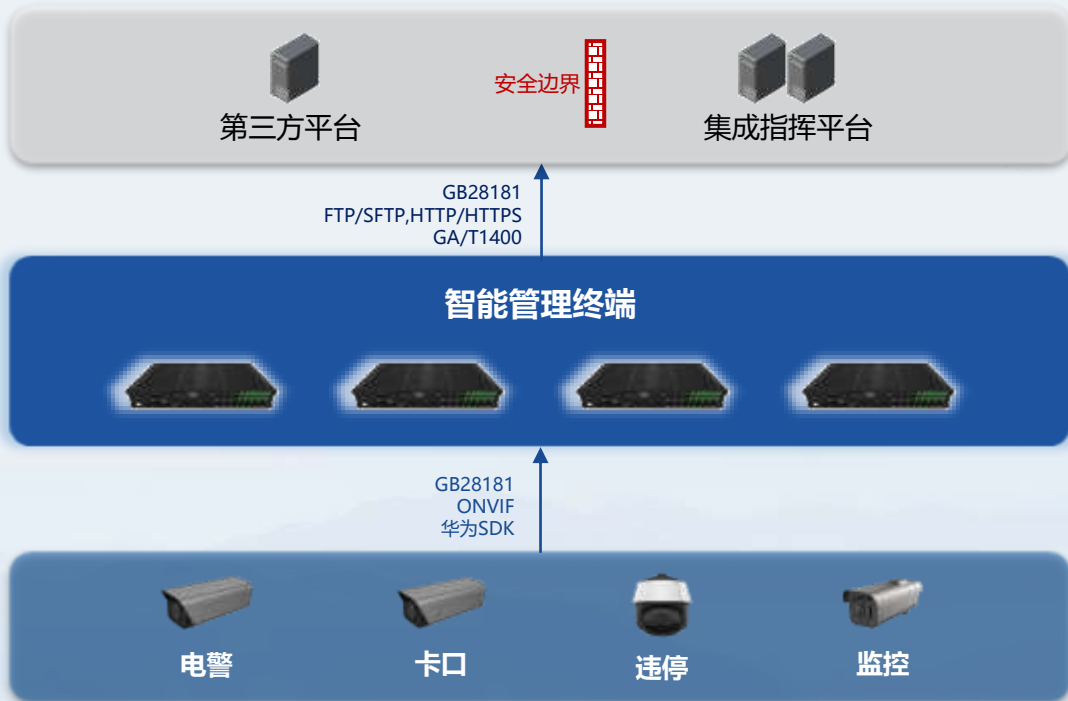 安全边界
第三方平台
集成指挥平台
GB28181
FTP/SFTP,HTTP/HTTPS
GA/T1400
智能管理终端
GB28181
ONVIF
华为SDK
电警
卡口
违停
监控